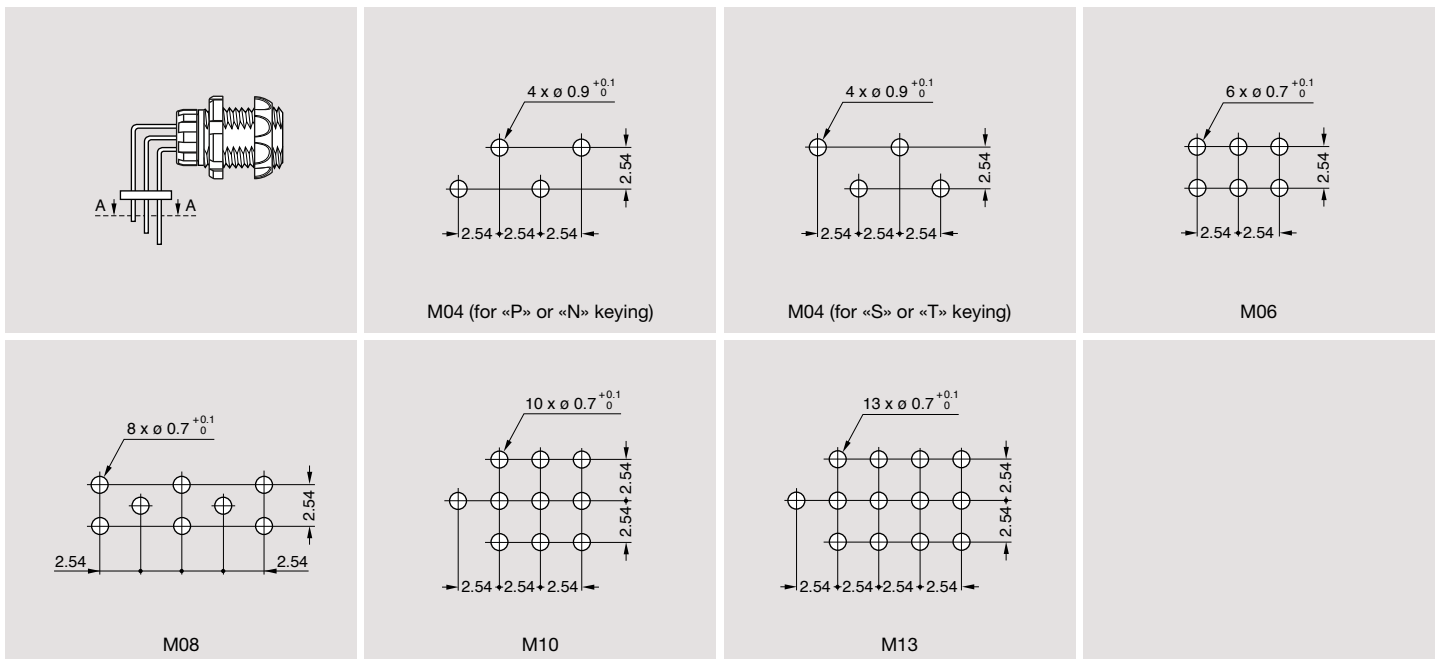 A A
4 x ø 0.9 +0.1 0
2.54
2.54 2.54 2.54
M04 (for «P» or «N» keying)
4 x ø 0.9 +0.1 0
2.54
2.54 2.54 2.54
M04 (for «S» or «T» keying)
6 x ø 0.7 +0.1 0
2.54
2.54 2.54
M06
8 x ø 0.7 +0.1 0
2.54
2.54 2.54
M08
10 x ø 0.7 +0.1 0
2.54
2.54
2.54 2.54 2.54
M10
13 x ø 0.7 +0.1 0
2.54
2.54
2.54 2.54 2.54 2.54
M13